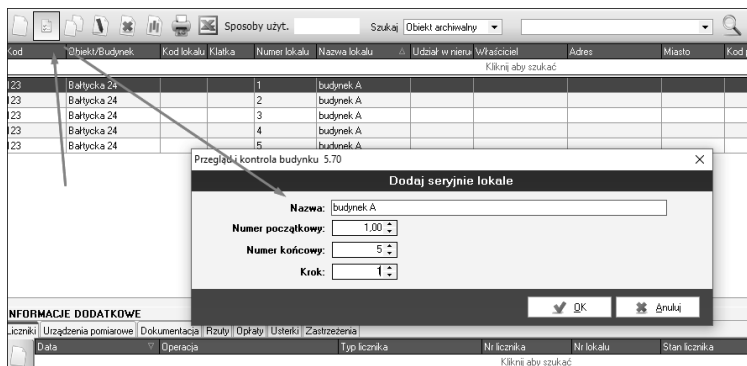 Sposoby użyt. Szukaj Obiekt archiwalny
Kod Obiekt/Budynek Kod lokalu Klatka Numer lokalu Nazwa lokalu Udział w nieru Właściciel Adres Miasto Kod
Kliknij aby szukać
123 Bałtycka 24 1 budynek A
123 Bałtycka 24 2 budynek A
123 Bałtycka 24 3 budynek A
123 Bałtycka 24 4 budynek A
123 Bałtycka 24 5 budynek A
Przegląd i kontrola budynku 5.70
Dodaj seryjnie lokale
Nazwa: budynek A
Numer początkowy: 1,00
Numer końcowy: 5
Krok: 1
OK Anuluj
INFORMACJE DODATKOWE
Liczniki Urządzenia pomiarowe Dokumentacja Rzuty Opłaty Usterki Zastrzeżenia
Data Operacja Typ licznika Nr licznika Nr lokalu Stan licznika
Kliknij aby szukać